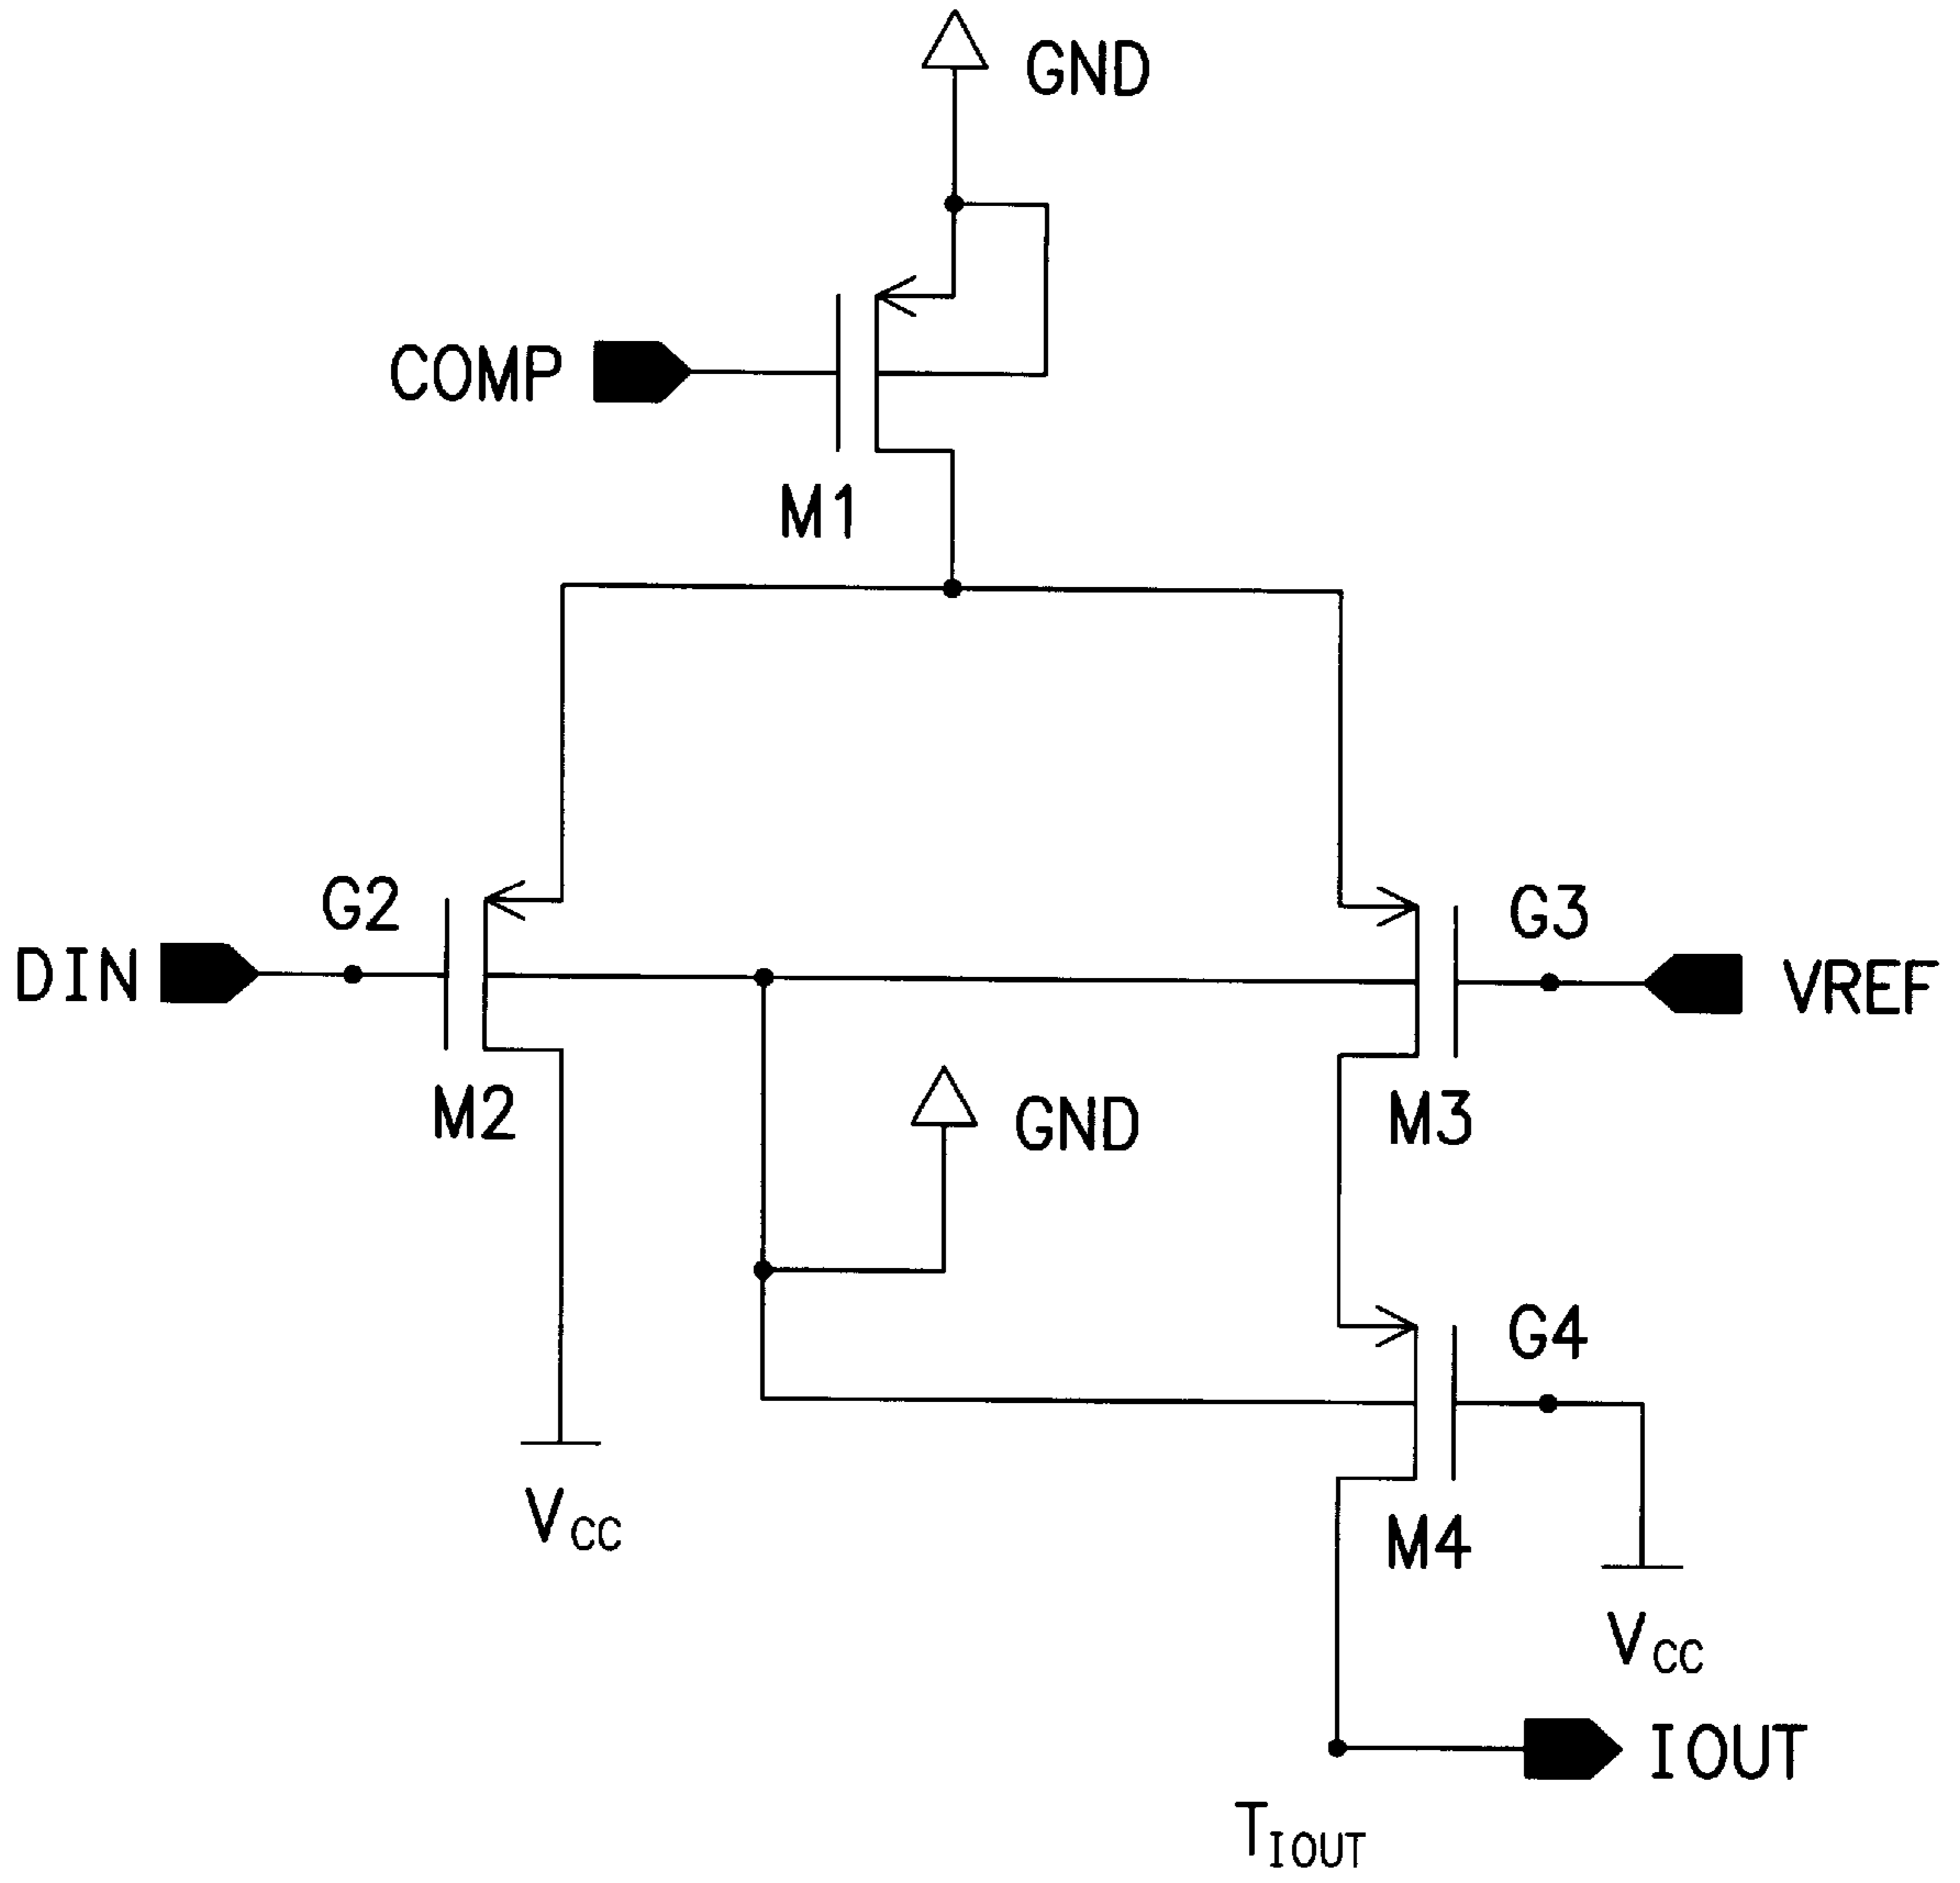 GND
COMP
M1
G2
G3
DIN
VREF
M2
GND
M3
G4
VCC
M4
VCC
IOUT
TIOUT